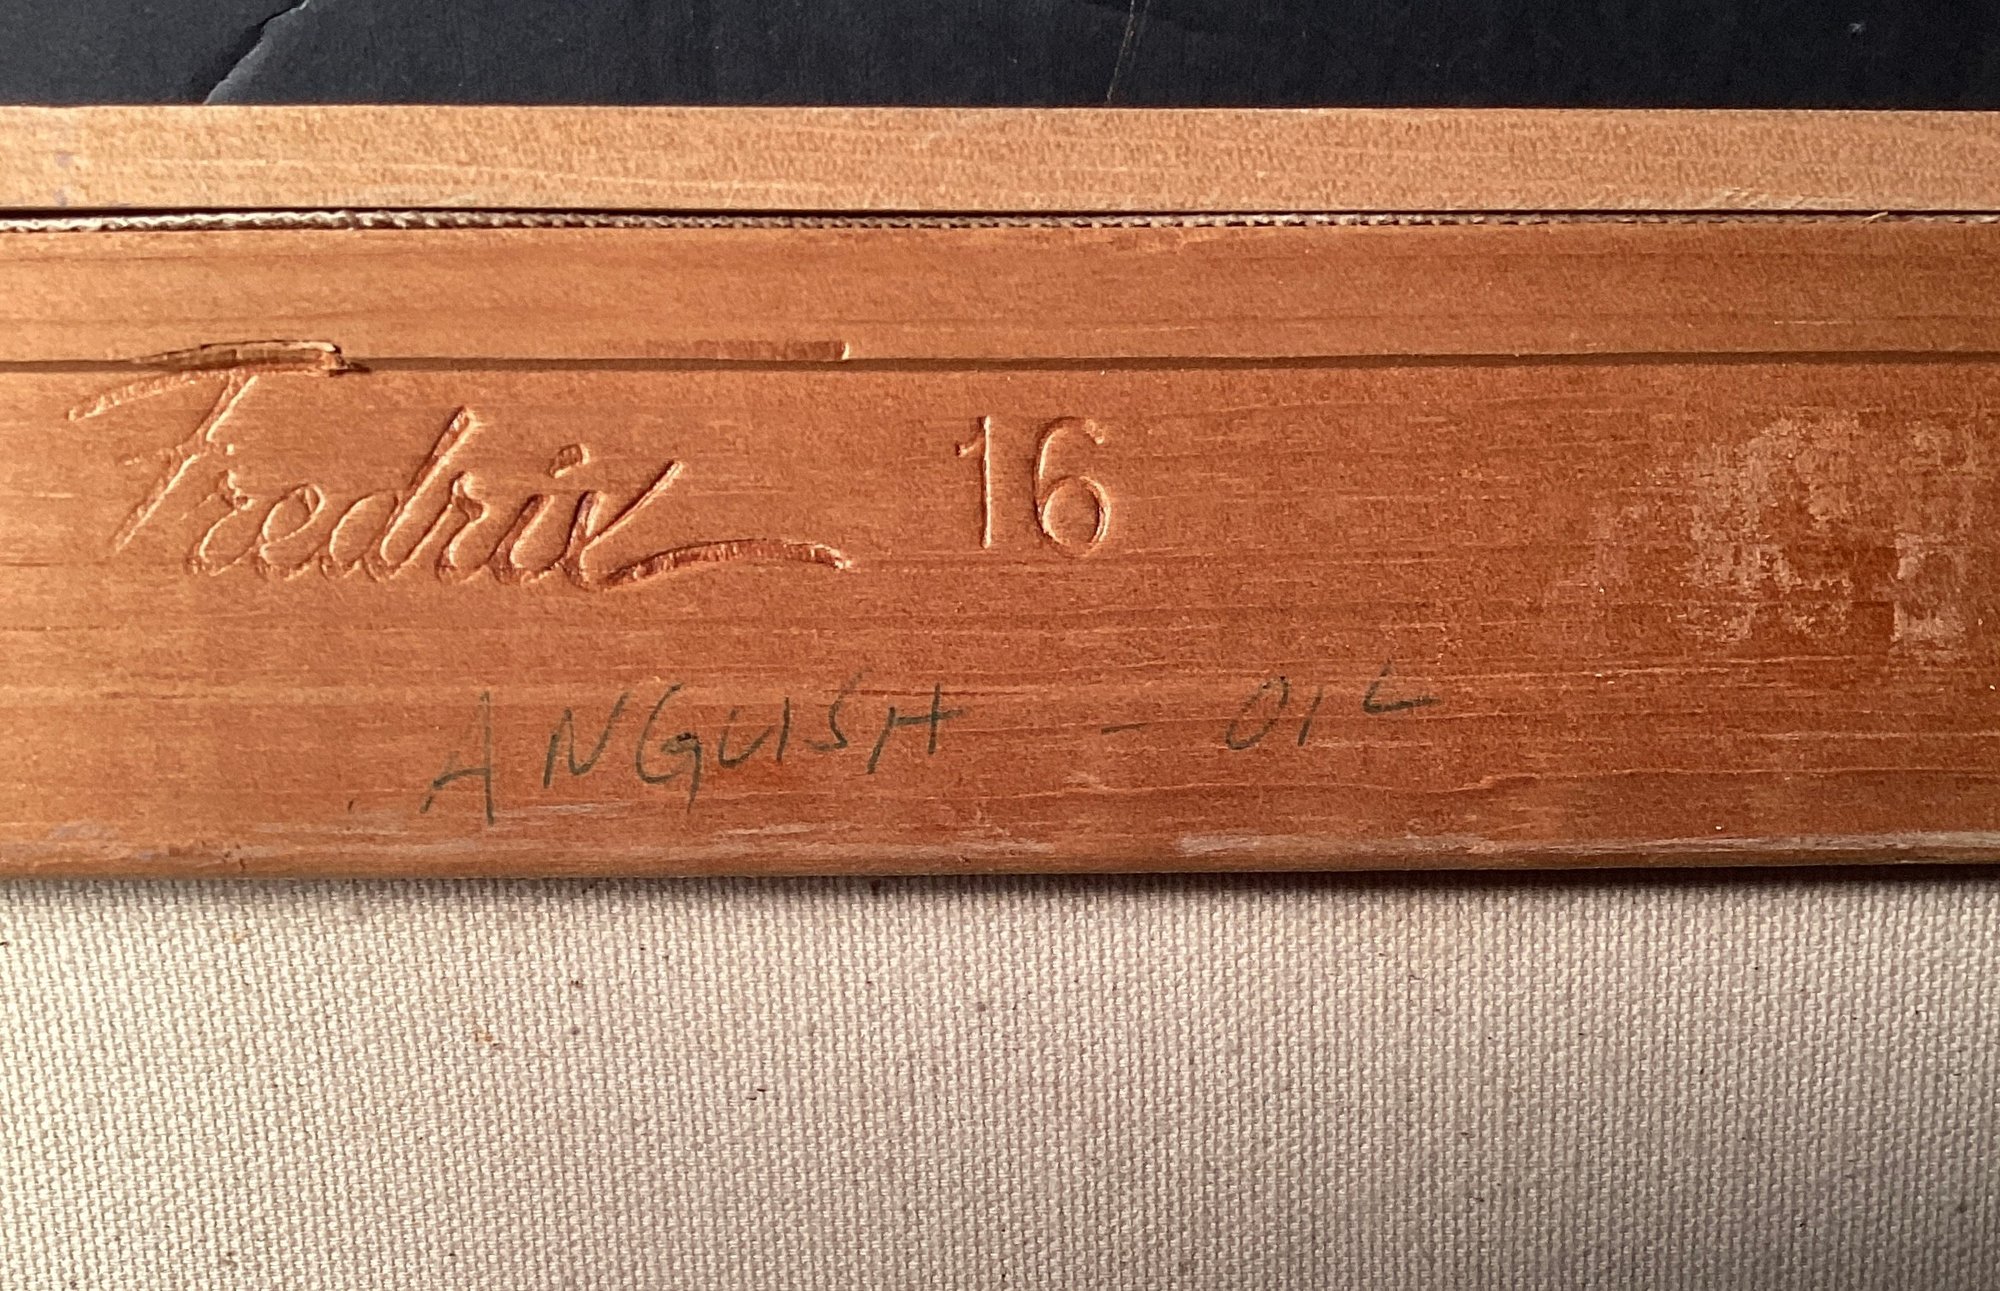 Fredrix 16
ANGUISH - OIL